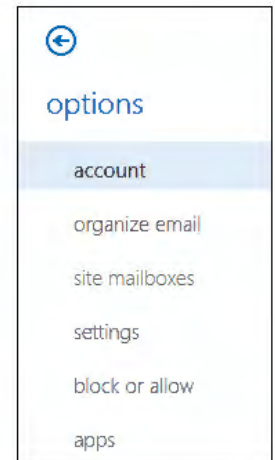 options
account
organize email
site mailboxes
settings
block or allow
apps